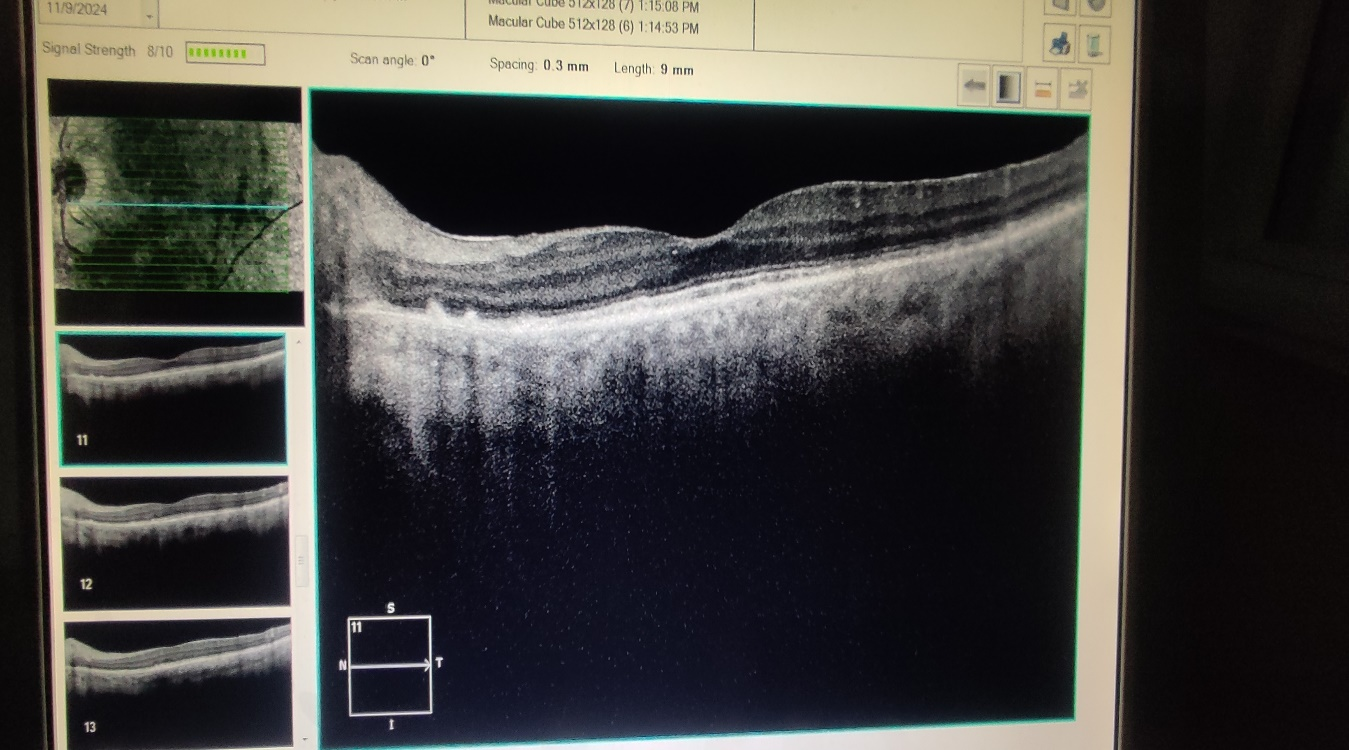 11/9/2024
Macular Cube 512x128 (7) 1:15:08 PM
Macular Cube 512x128 (6) 1:14:53 PM
Signal Strength 8/10
Scan angle: 0°
Spacing: 0.3 mm
Length: 9 mm
11
12
13
S
11
N
T
I